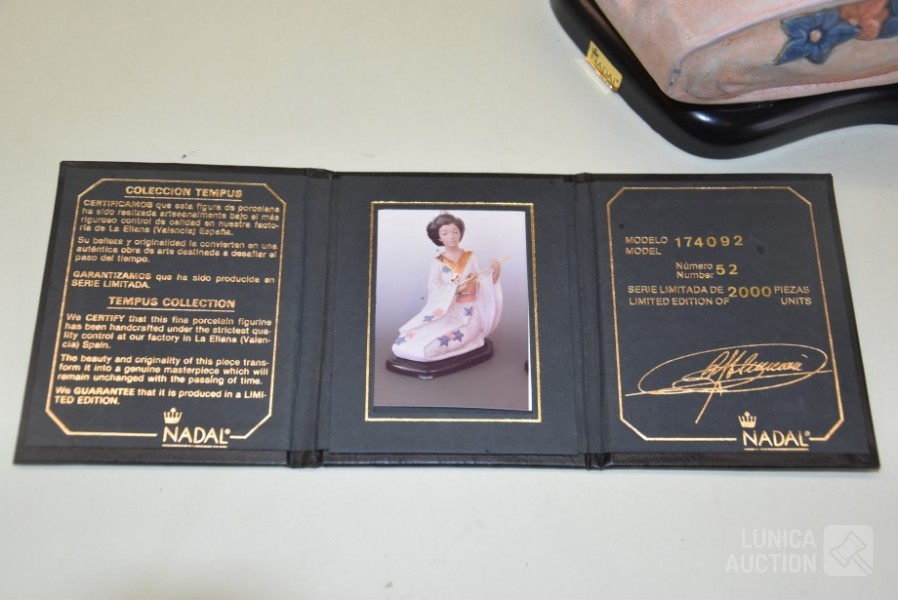 NADAL
COLECCION TEMPUS
CERTIFICAMOS que esta figura de porcelana
ha sido realizada artesanalmente bajo el más
riguroso control de calidad en nuestra facto-
ría de La Eliana (Valencia) España.
Su belleza y originalidad la convierten en una
auténtica obra de arte destinada a desafiar el
paso del tiempo.
GARANTIZAMOS que ha sido producida en
SERIE LIMITADA.
TEMPUS COLLECTION
We CERTIFY that this fine porcelain figurine
has been handcrafted under the strictest qua-
lity control at our factory in La Eliana (Valen-
cia) Spain.
The beauty and originality of this piece trans-
form it into a genuine masterpiece which will
remain unchanged with the passing of time.
We GUARANTEE that it is produced in a LIMI-
TED EDITION.
NADAL®
MODELO 174092
MODEL
Número 52
Number
SERIE LIMITADA DE 2000 PIEZAS
LIMITED EDITION OF UNITS
NADAL®
LUNICA
AUCTION